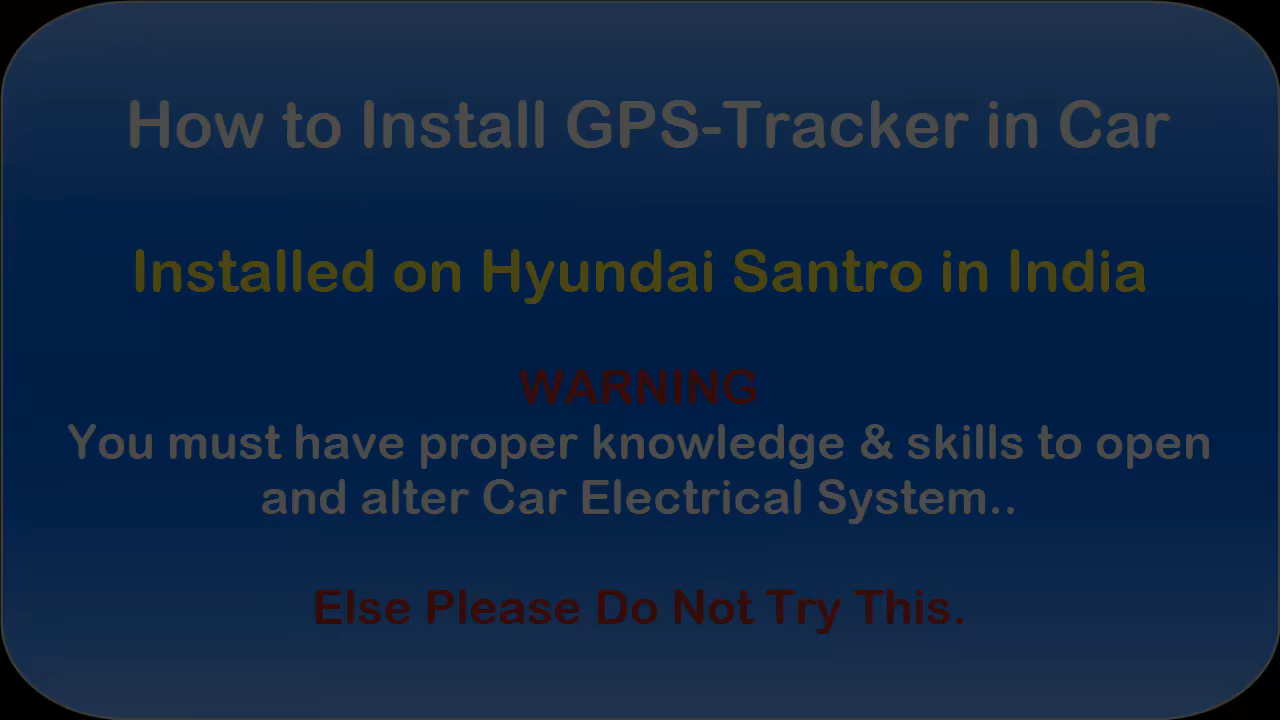 How to Install GPS-Tracker in Car
Installed on Hyundai Santro in India
WARNING
You must have proper knowledge & skills to open
and alter Car Electrical System..
Else Please Do Not Try This.